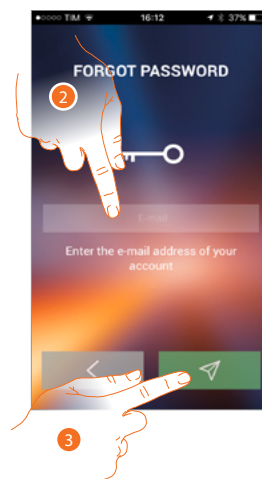 TIM 16:12 37%
FORGOT PASSWORD
2
E-mail
Enter the e-mail address of your
account
3